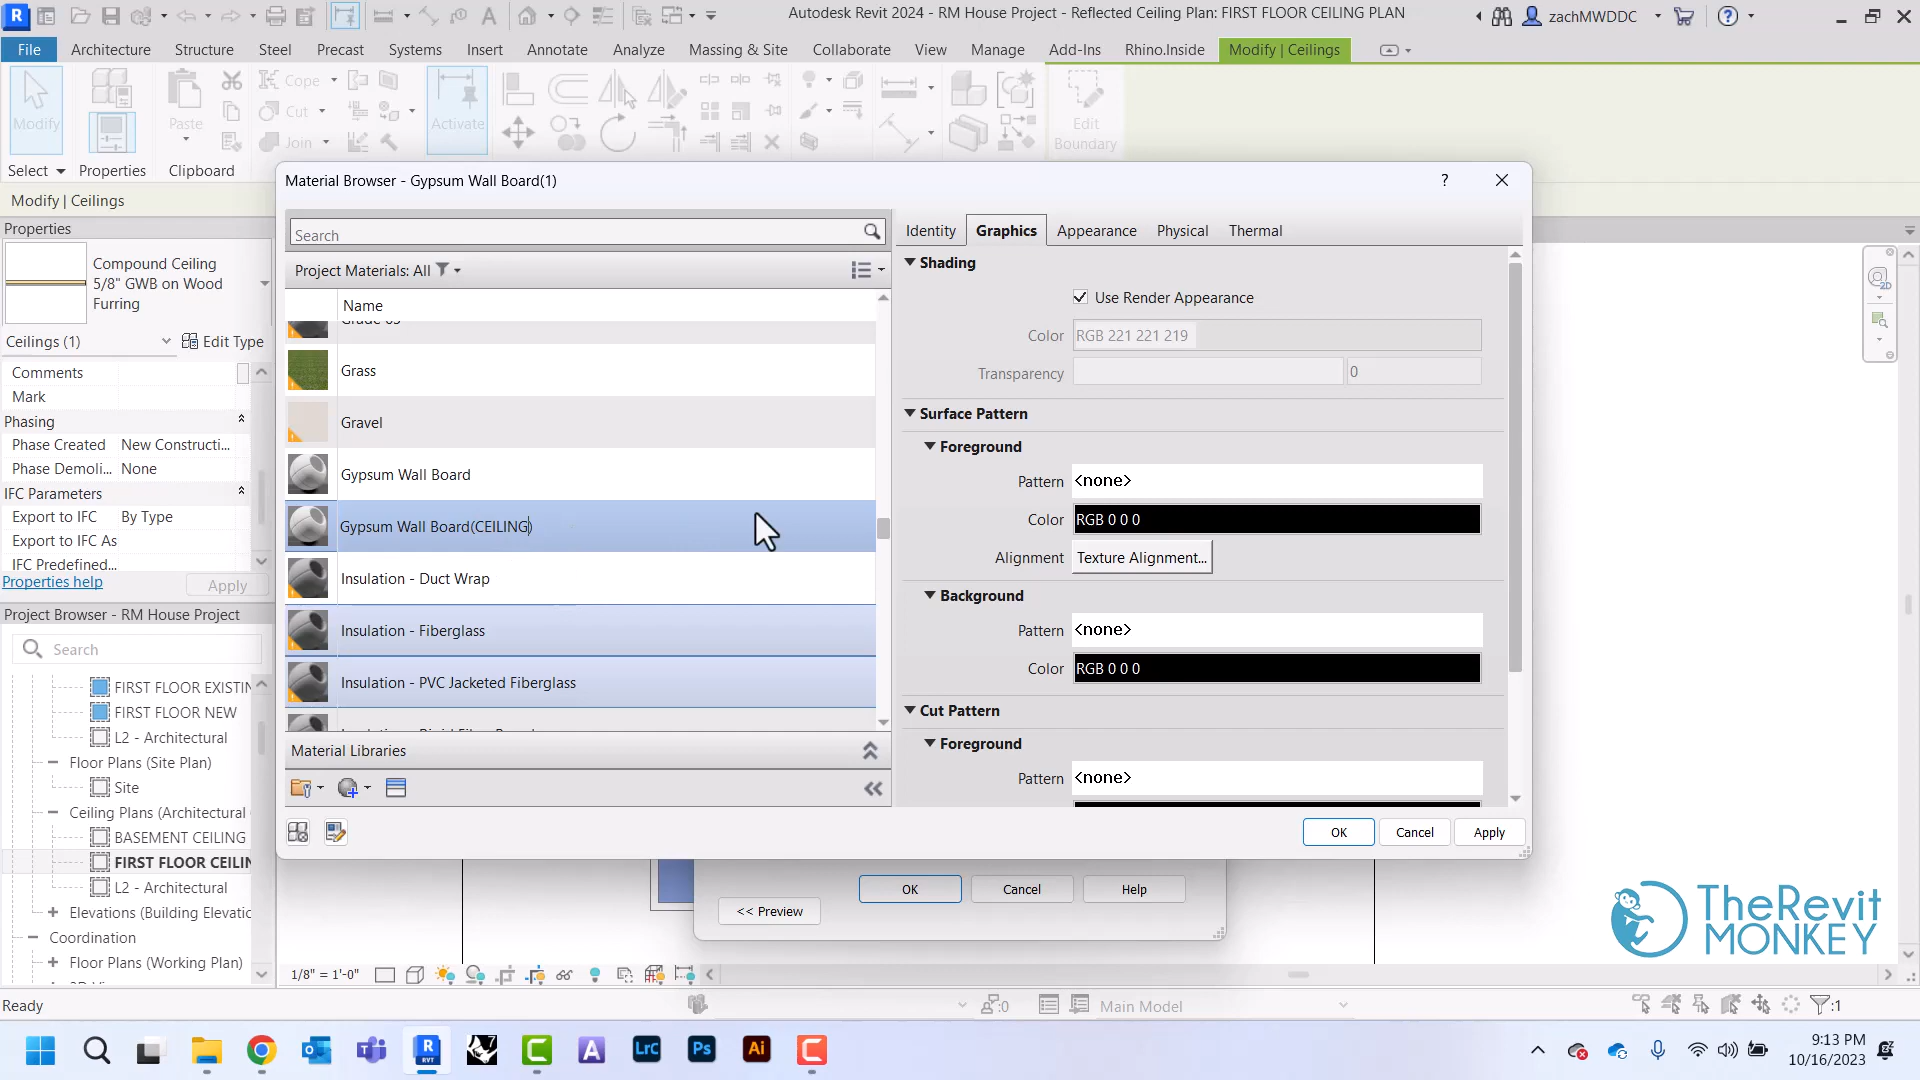 Autodesk Revit 2024 - RM House Project - Reflected Ceiling Plan: FIRST FLOOR CEILING PLAN
zachMWDDC
File Architecture Structure Steel Precast Systems Insert Annotate Analyze Massing & Site Collaborate View Manage Add-Ins Rhino.Inside Modify | Ceilings
Modify
Paste
Cope
Cut
Join
Activate
Edit
Boundary
Select Properties Clipboard
Modify | Ceilings
Properties
Compound Ceiling
5/8" GWB on Wood
Furring
Ceilings (1) Edit Type
Comments
Mark
Phasing
Phase Created New Constructi...
Phase Demoli... None
IFC Parameters
Export to IFC By Type
Export to IFC As
IFC Predefined...
Properties help Apply
Project Browser - RM House Project
Search
FIRST FLOOR EXISTIN
FIRST FLOOR NEW
L2 - Architectural
Floor Plans (Site Plan)
Site
Ceiling Plans (Architectural
BASEMENT CEILING
FIRST FLOOR CEILIN
L2 - Architectural
Elevations (Building Elevatio
Coordination
Floor Plans (Working Plan)
Material Browser - Gypsum Wall Board(1)
?
Search
Project Materials: All
Name
Grass
Gravel
Gypsum Wall Board
Gypsum Wall Board(CEILING)
Insulation - Duct Wrap
Insulation - Fiberglass
Insulation - PVC Jacketed Fiberglass
Material Libraries
Identity Graphics Appearance Physical Thermal
Shading
Use Render Appearance
Color RGB 221 221 219
Transparency 0
Surface Pattern
Foreground
Pattern <none>
Color RGB 0 0 0
Alignment Texture Alignment...
Background
Pattern <none>
Color RGB 0 0 0
Cut Pattern
Foreground
Pattern <none>
OK Cancel Apply
OK Cancel Help
<< Preview
TheRevit
MONKEY
1/8" = 1'-0"
Ready
:0
Main Model
:1
9:13 PM
10/16/2023